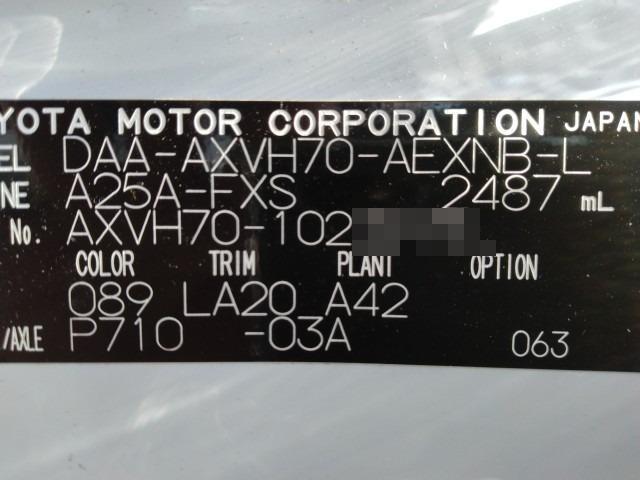 YOTA MOTOR CORPORATION JAPAN
EL DAA-AXVH70-AEXNB-L
NE A25A-FXS 2487 mL
No. AXVH70-102
COLOR TRIM PLANT OPTION
089 LA20 A42
/AXLE P710 -03A 063